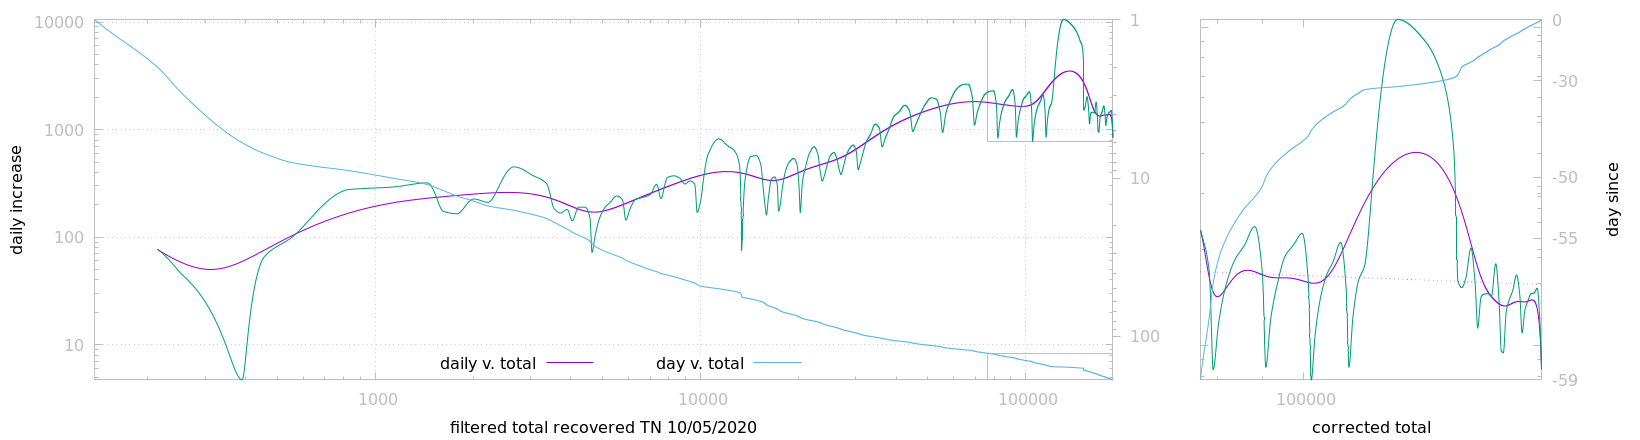 10000
1000
100
10
daily increase
1000
10000
100000
1
10
100
daily v. total
day v. total
filtered total recovered TN 10/05/2020
0
-30
-50
-55
-59
day since
100000
corrected total